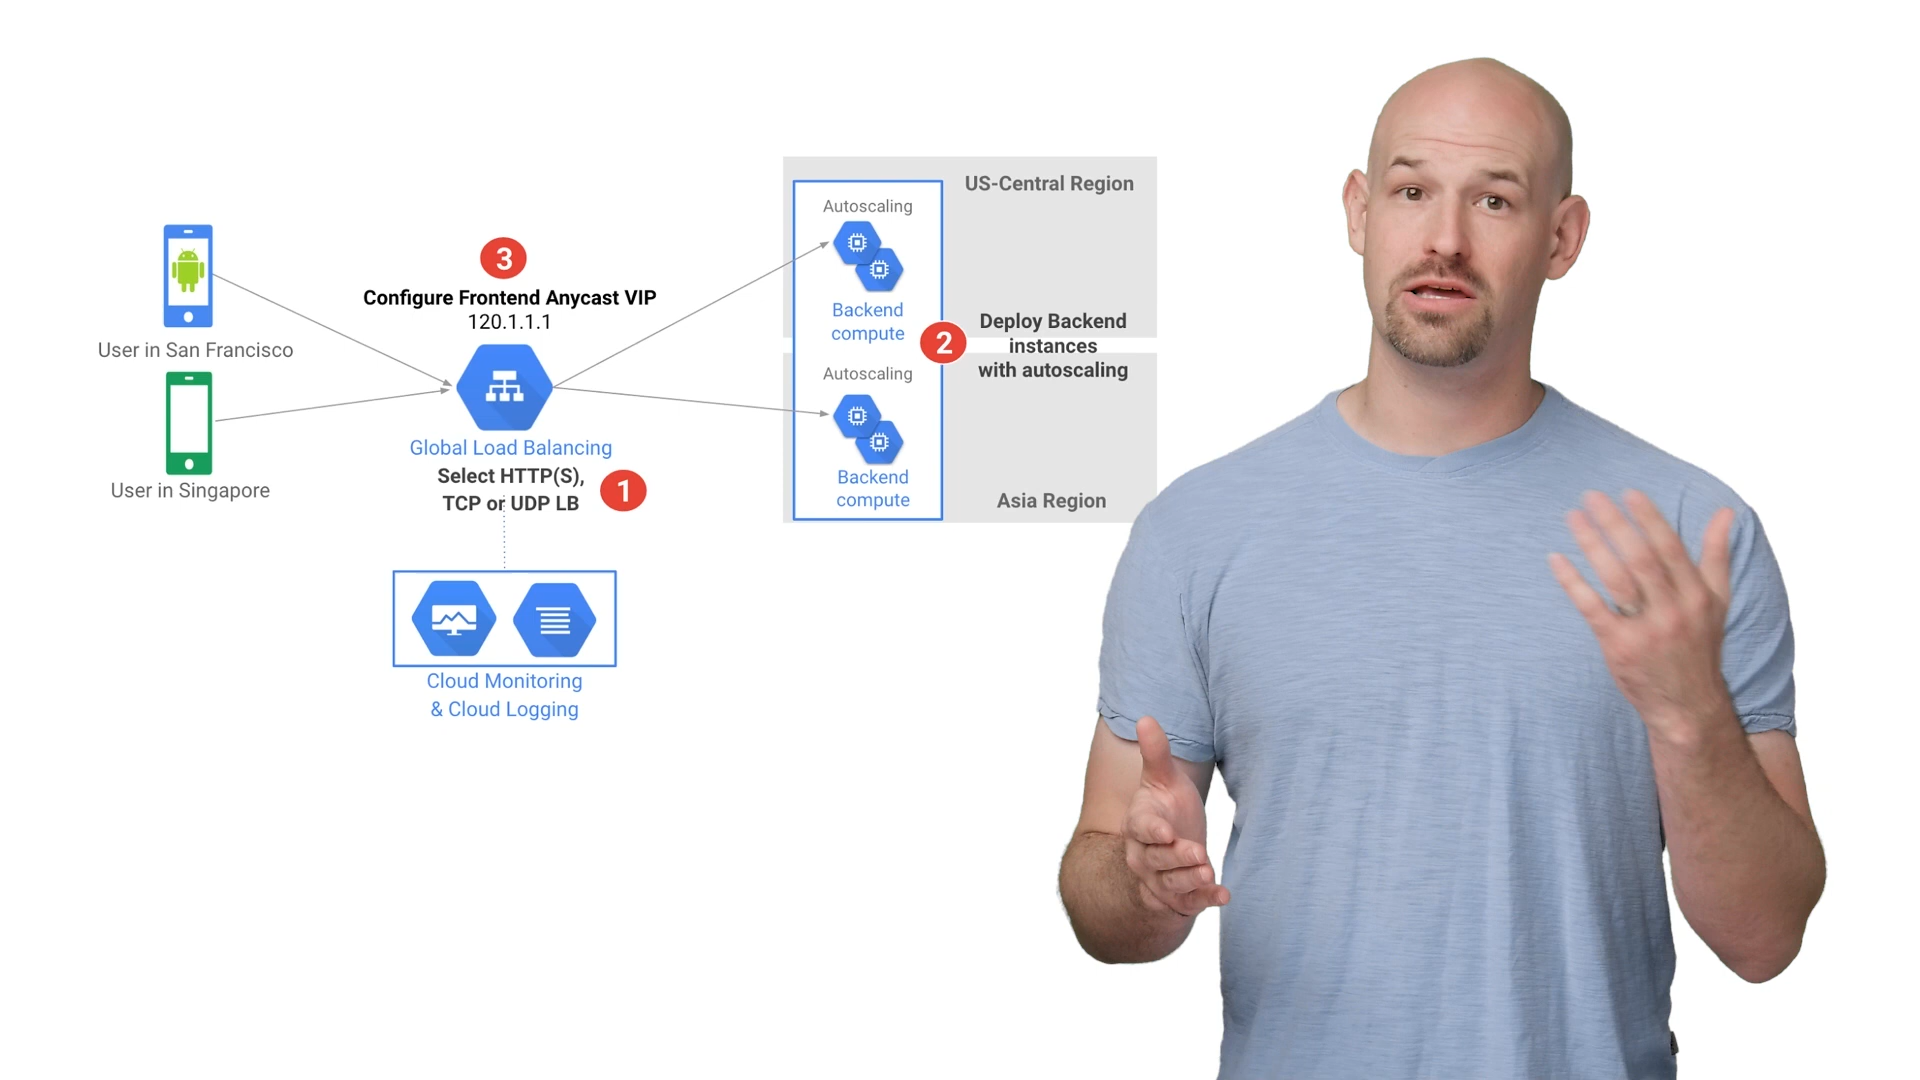 User in San Francisco
User in Singapore
3
Configure Frontend Anycast VIP
120.1.1.1
Global Load Balancing
Select HTTP(S),
TCP or UDP LB
1
Cloud Monitoring
& Cloud Logging
US-Central Region
Autoscaling
Backend
compute
2
Deploy Backend
instances
with autoscaling
Autoscaling
Backend
compute
Asia Region